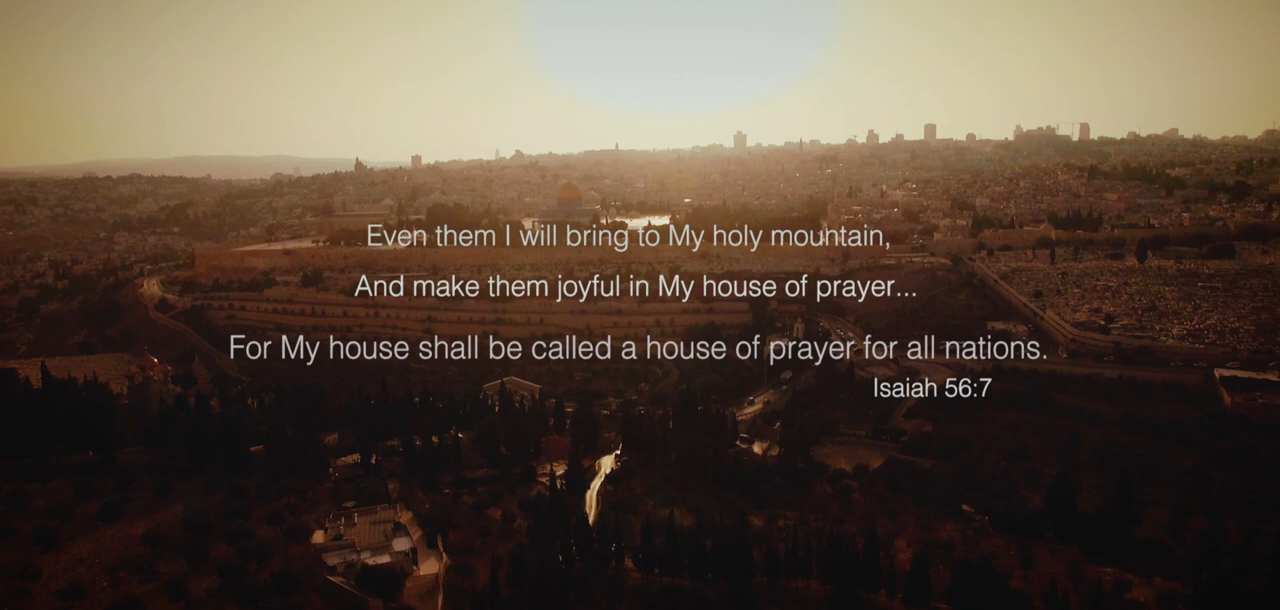 Even them I will bring to My holy mountain,
And make them joyful in My house of prayer...
For My house shall be called a house of prayer for all nations.
Isaiah 56:7